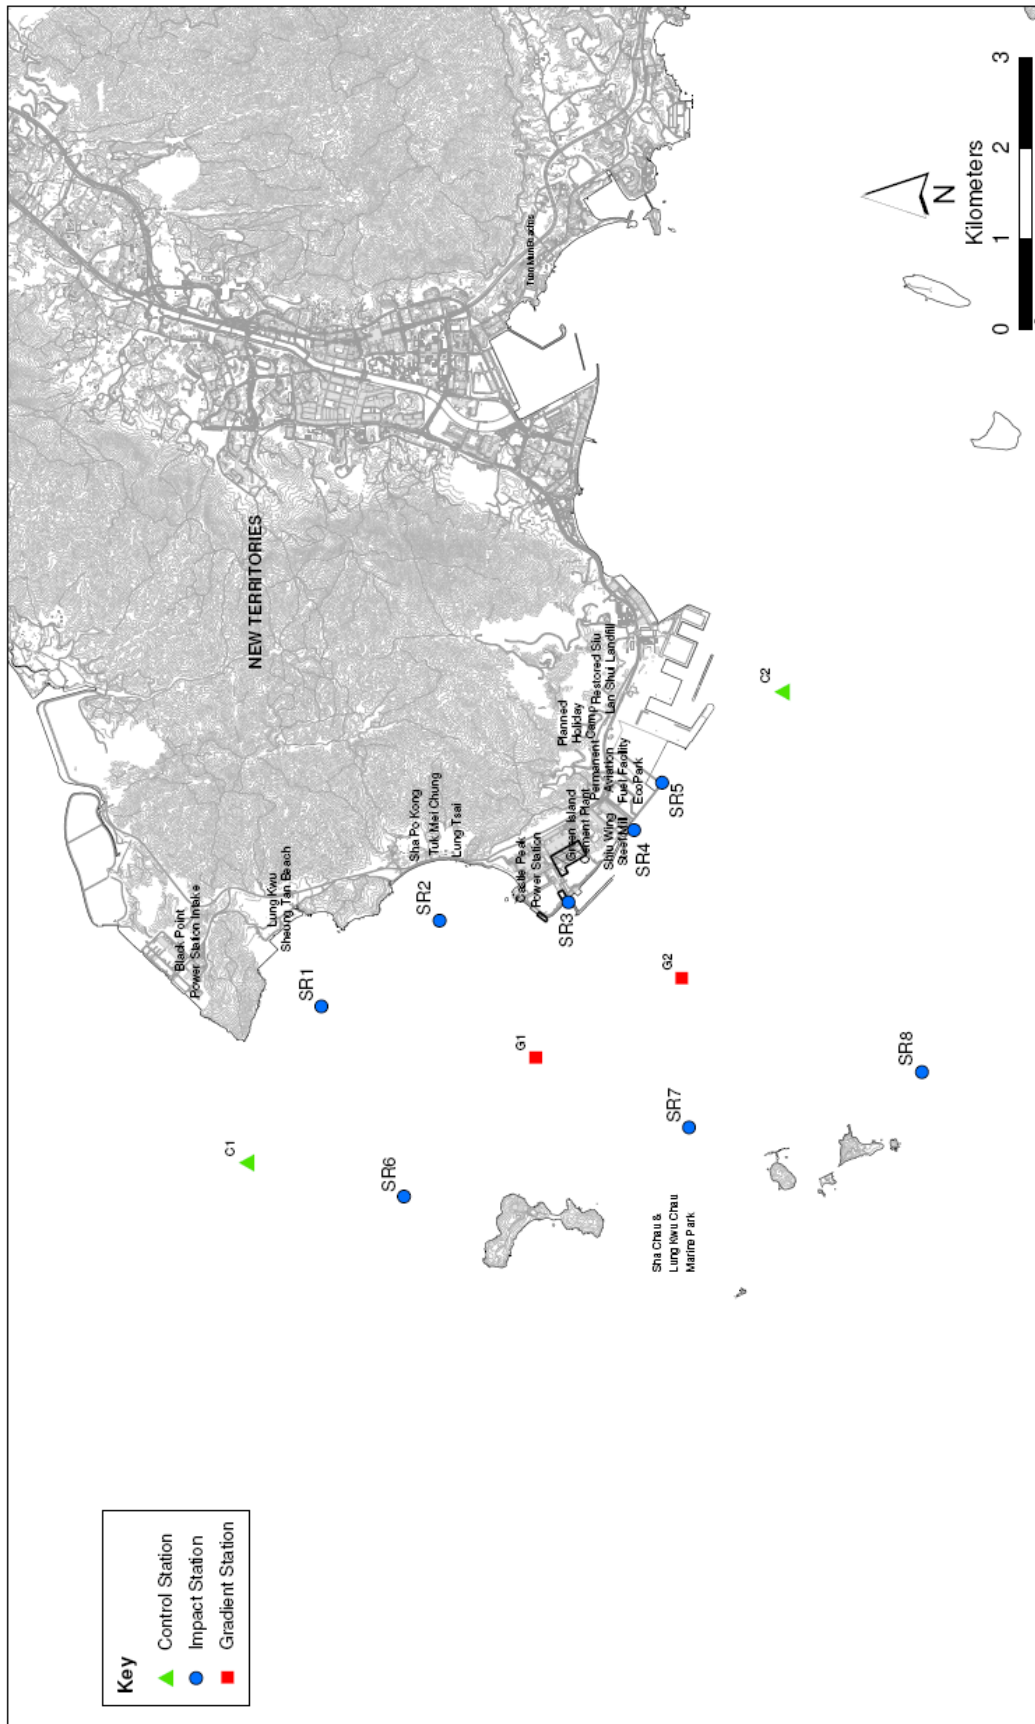 Key
Control Station
Impact Station
Gradient Station
C1
SR6
SR1
G1
SR2
SR3
SR4
SR5
G2
C2
SR7
SR8
Black Point
Power Station Intake
Lung Kwu
Sheung Tan Beach
NEW TERRITORIES
Sha Po Kong
Tuk Mei Chung
Lung Tsai
Castle Peak
Power Station
Green Island
Cement Plant
Shiu Wing
Steel Mill
Planned
Holiday
Camp
Permanent
Aviation
Fuel Facility
EcoPark
Restored Siu
Lan Shui Landfill
Tuen Mun Beaches
Sha Chau &
Lung Kwu Chau
Marine Park
N
Kilometers
0
1
2
3